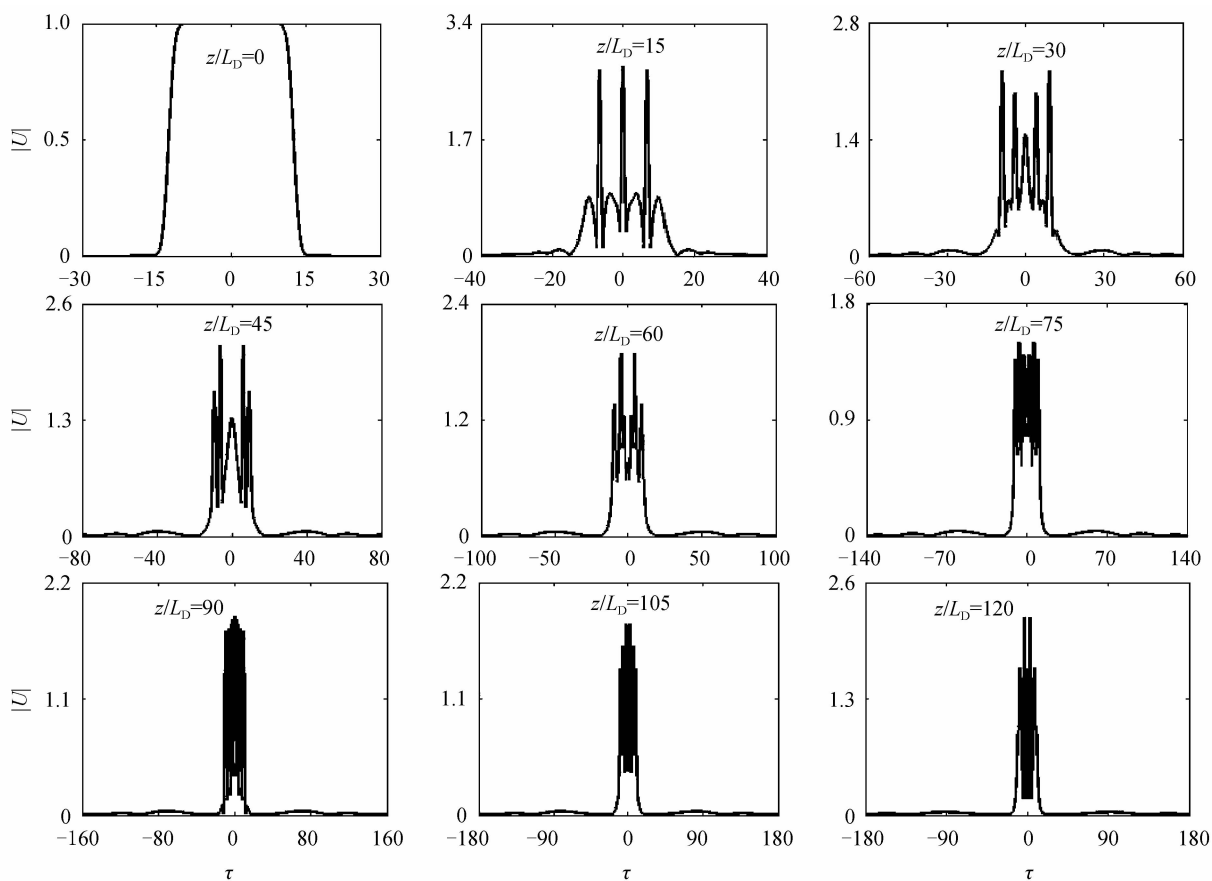 z/L_D=0
z/L_D=15
z/L_D=30
1.0
0.5
0
|U|
−30 −15 0 15 30
3.4
1.7
0
−40 −20 0 20 40
2.8
1.4
0
−60 −30 0 30 60
z/L_D=45
z/L_D=60
z/L_D=75
2.6
1.3
0
|U|
−80 −40 0 40 80
2.4
1.2
0
−100 −50 0 50 100
1.8
0.9
0
−140 −70 0 70 140
z/L_D=90
z/L_D=105
z/L_D=120
2.2
1.1
0
|U|
−160 −80 0 80 160
τ
2.2
1.1
0
−180 −90 0 90 180
τ
2.6
1.3
0
−180 −90 0 90 180
τ